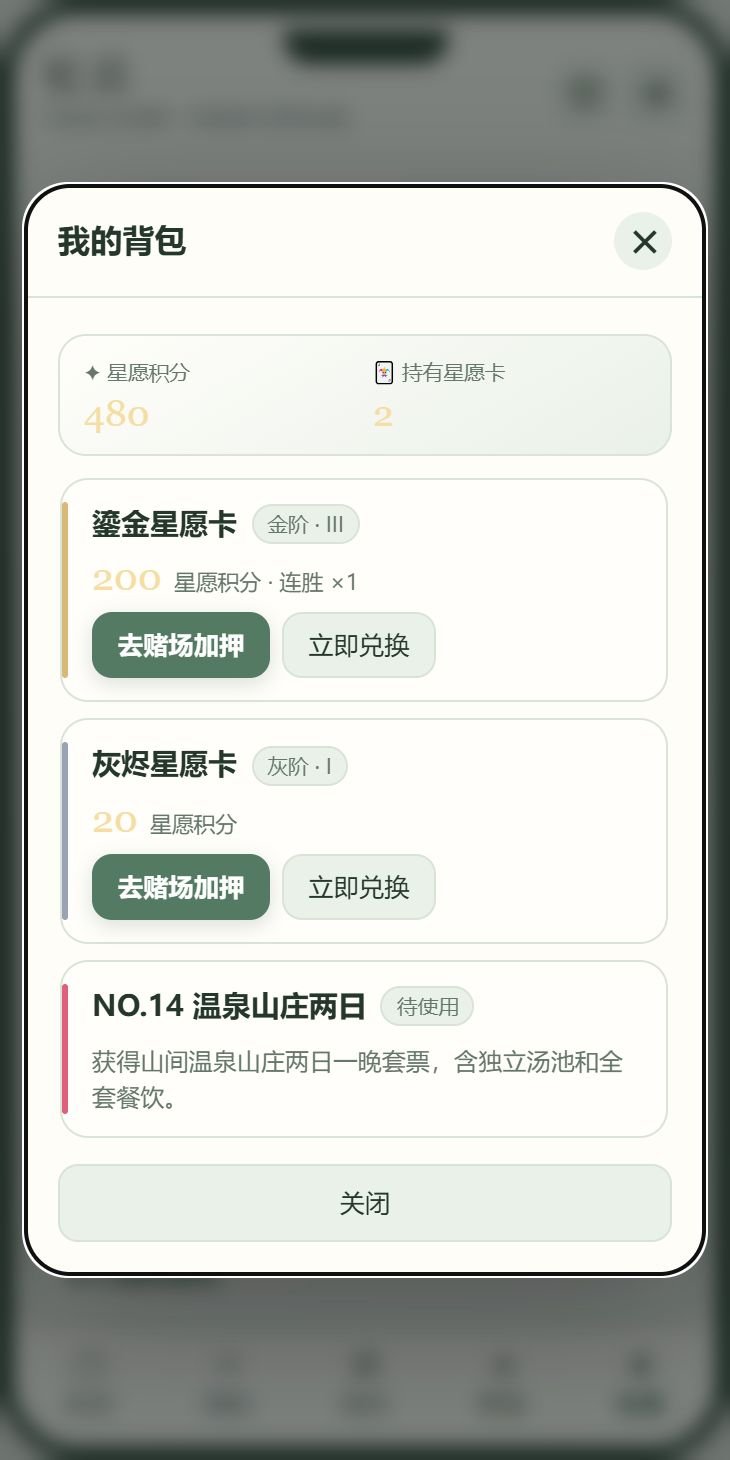 我的背包
✦ 星愿积分
🃏 持有星愿卡
480
2
鎏金星愿卡 金阶 · III
200 星愿积分 · 连胜 ×1
去赌场加押 立即兑换
灰烬星愿卡 灰阶 · I
20 星愿积分
去赌场加押 立即兑换
NO.14 温泉山庄两日 待使用
获得山间温泉山庄两日一晚套票，含独立汤池和全
套餐饮。
关闭